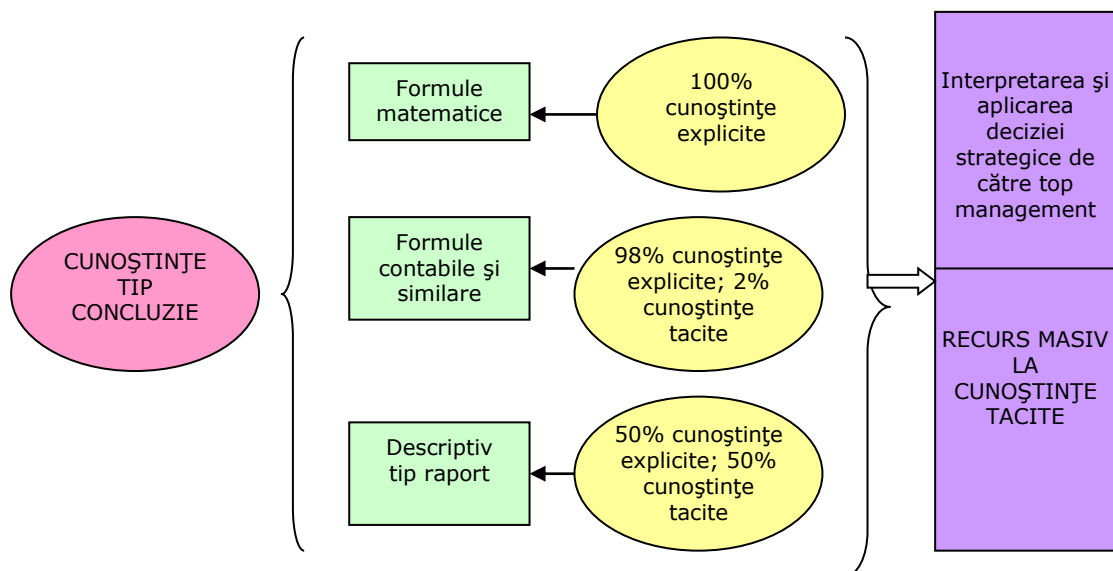 CUNOŞTINŢE
TIP
CONCLUZIE
Formule
matematice
100%
cunoştinţe
explicite
Formule
contabile şi
similare
98% cunoştinţe
explicite; 2%
cunoştinţe
tacite
Descriptiv
tip raport
50% cunoştinţe
explicite; 50%
cunoştinţe
tacite
Interpretarea şi
aplicarea
deciziei
strategice de
către top
management
RECURS MASIV
LA
CUNOŞTINŢE
TACITE